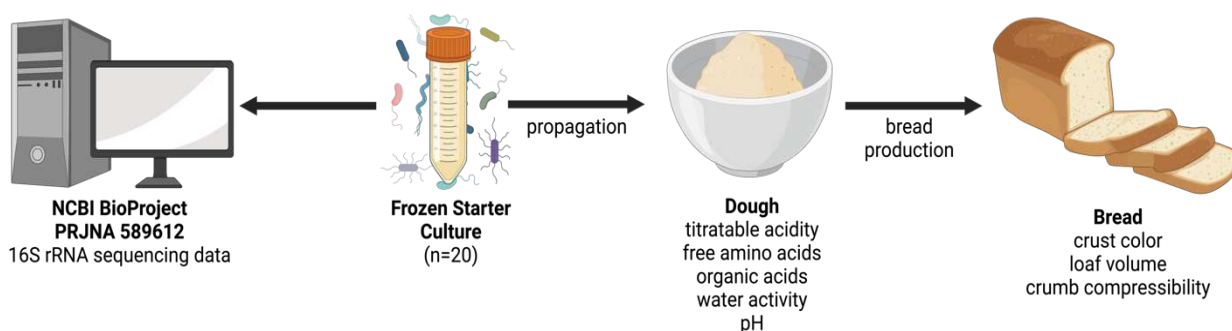 propagation
bread
production
NCBI BioProject
PRJNA 589612
16S rRNA sequencing data
Frozen Starter
Culture
(n=20)
Dough
titratable acidity
free amino acids
organic acids
water activity
pH
Bread
crust color
loaf volume
crumb compressibility